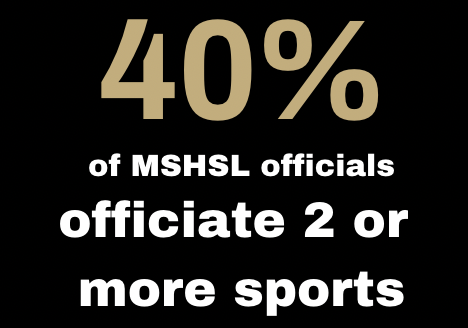 40%
of MSHSL officials
officiate 2 or
more sports